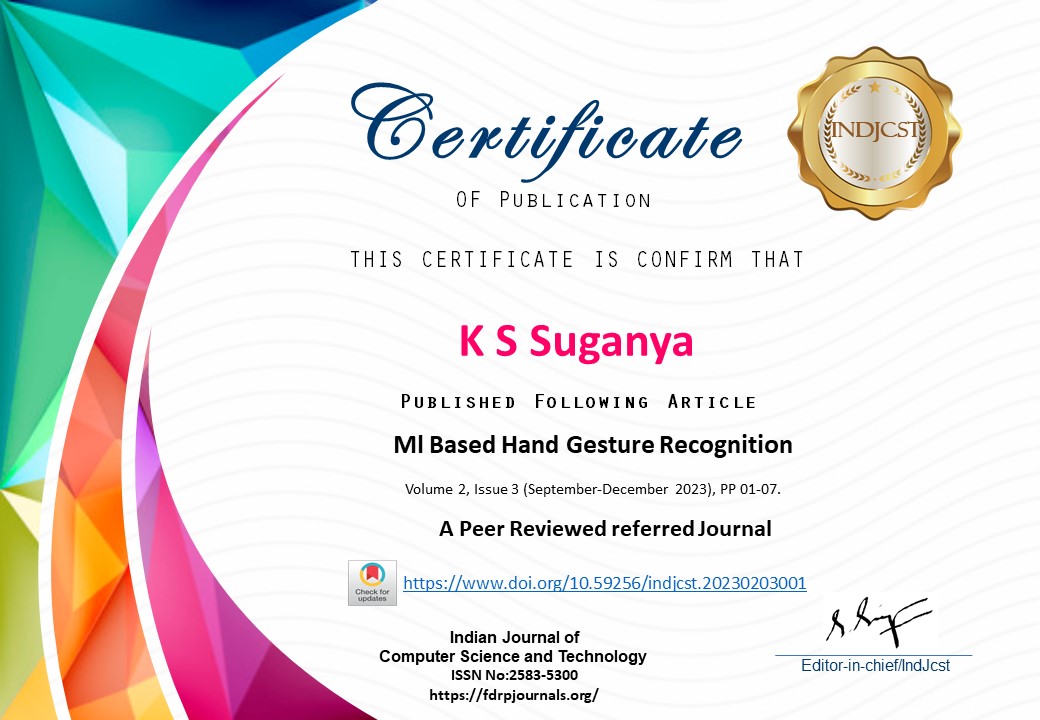 Certificate
INDJCST
OF PUBLICATION
THIS CERTIFICATE IS CONFIRM THAT
K S Suganya
PUBLISHED FOLLOWING ARTICLE
Ml Based Hand Gesture Recognition
Volume 2, Issue 3 (September-December 2023), PP 01-07.
A Peer Reviewed referred Journal
Check for
updates
https://www.doi.org/10.59256/indjcst.20230203001
Indian Journal of
Computer Science and Technology
ISSN No:2583-5300
https://fdrpjournals.org/
Editor-in-chief/IndJcst